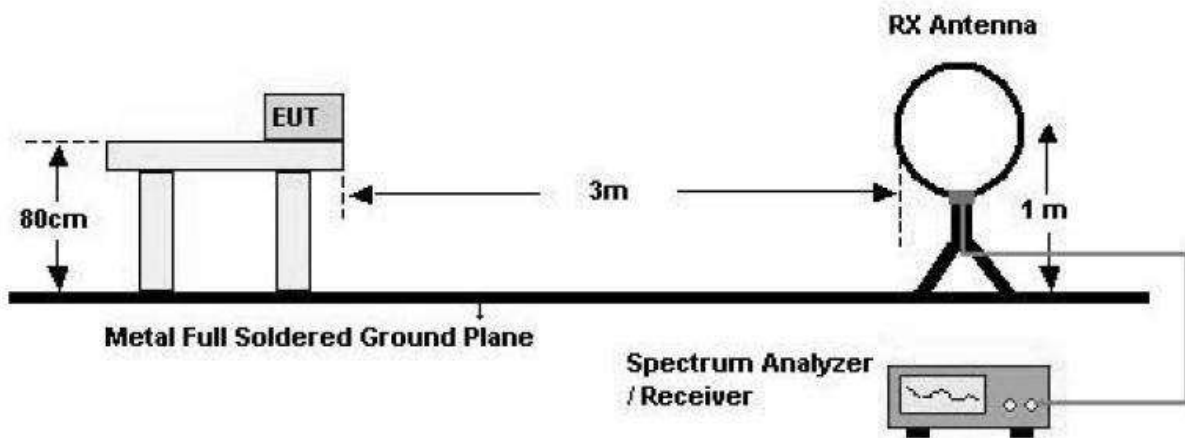 RX Antenna
EUT
80cm
3m
1 m
Metal Full Soldered Ground Plane
Spectrum Analyzer
/ Receiver